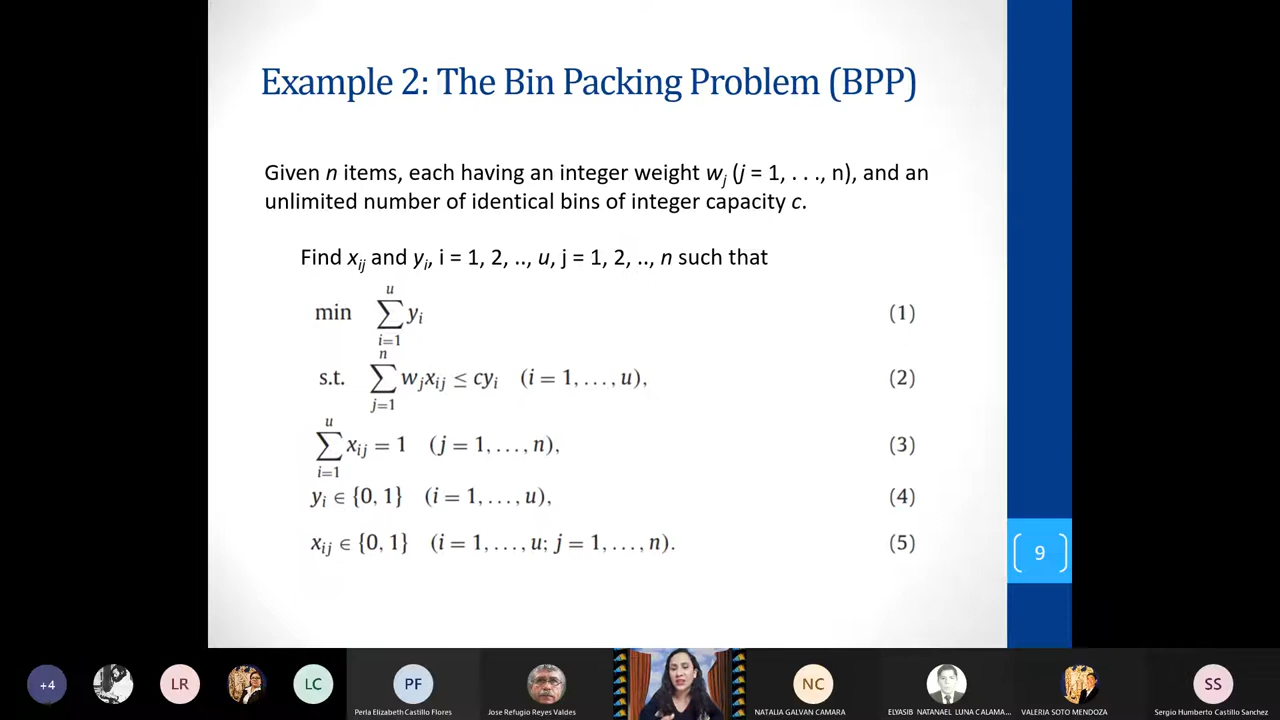 Example 2: The Bin Packing Problem (BPP)
Given n items, each having an integer weight wj (j = 1, . . ., n), and an
unlimited number of identical bins of integer capacity c.
Find xij and yi, i = 1, 2, .., u, j = 1, 2, .., n such that
min ∑_{i=1}^{u} yi (1)
s.t. ∑_{j=1}^{n} wjxij ≤ cyi (i = 1, . . . , u), (2)
∑_{i=1}^{u} xij = 1 (j = 1, . . . , n), (3)
yi ∈ {0, 1} (i = 1, . . . , u), (4)
xij ∈ {0, 1} (i = 1, . . . , u; j = 1, . . . , n). (5)
9
+4 LR LC PF NC SS
Perla Elizabeth Castillo Flores Jose Refugio Reyes Valdes NATALIA GALVAN CAMARA ELYASIB NATANAEL LUNA CALAMA... VALERIA SOTO MENDOZA Sergio Humberto Castillo Sanchez